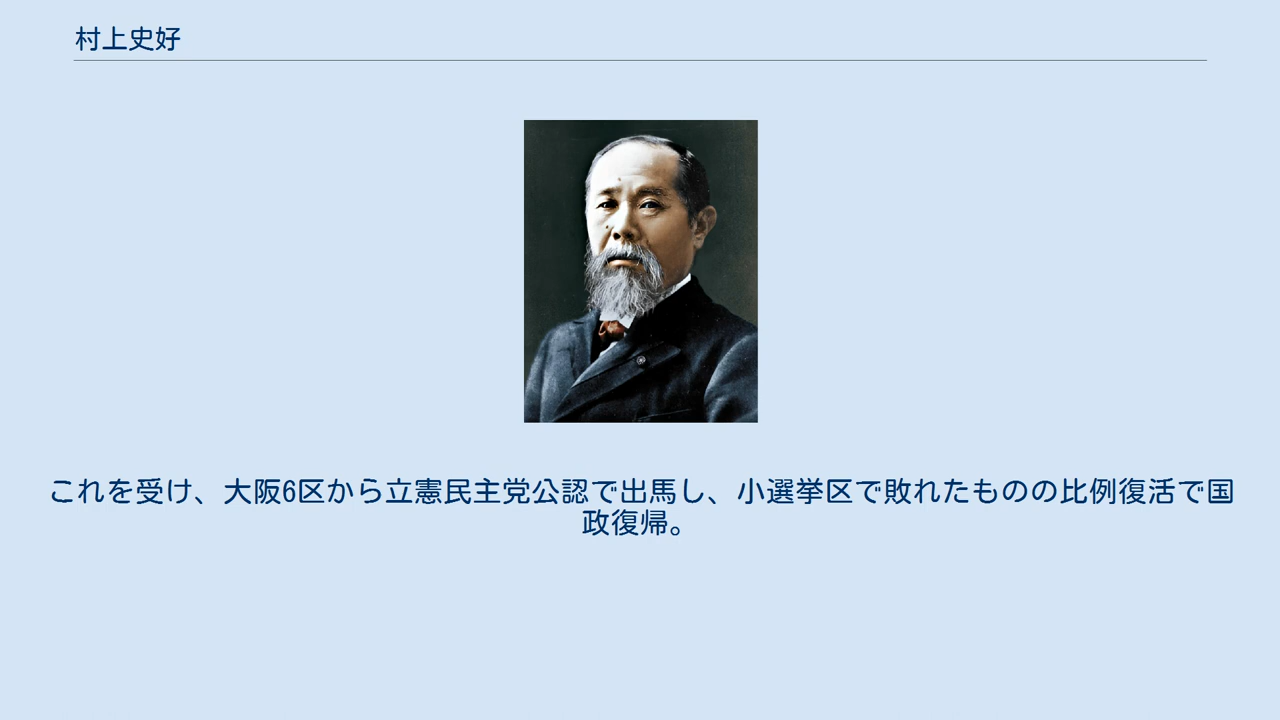 村上史好
これを受け、大阪6区から立憲民主党公認で出馬し、小選挙区で敗れたものの比例復活で国
政復帰。